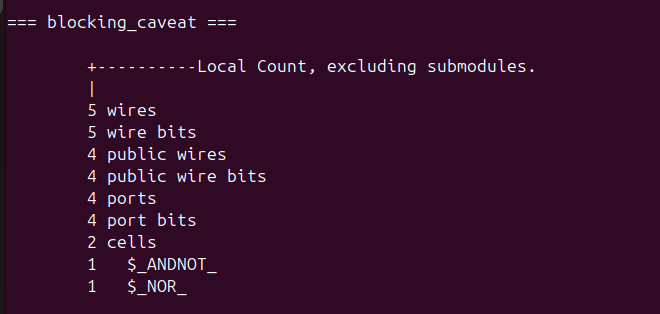 === blocking_caveat ===
+----------Local Count, excluding submodules.
|
5 wires
5 wire bits
4 public wires
4 public wire bits
4 ports
4 port bits
2 cells
1   $_ANDNOT_
1   $_NOR_